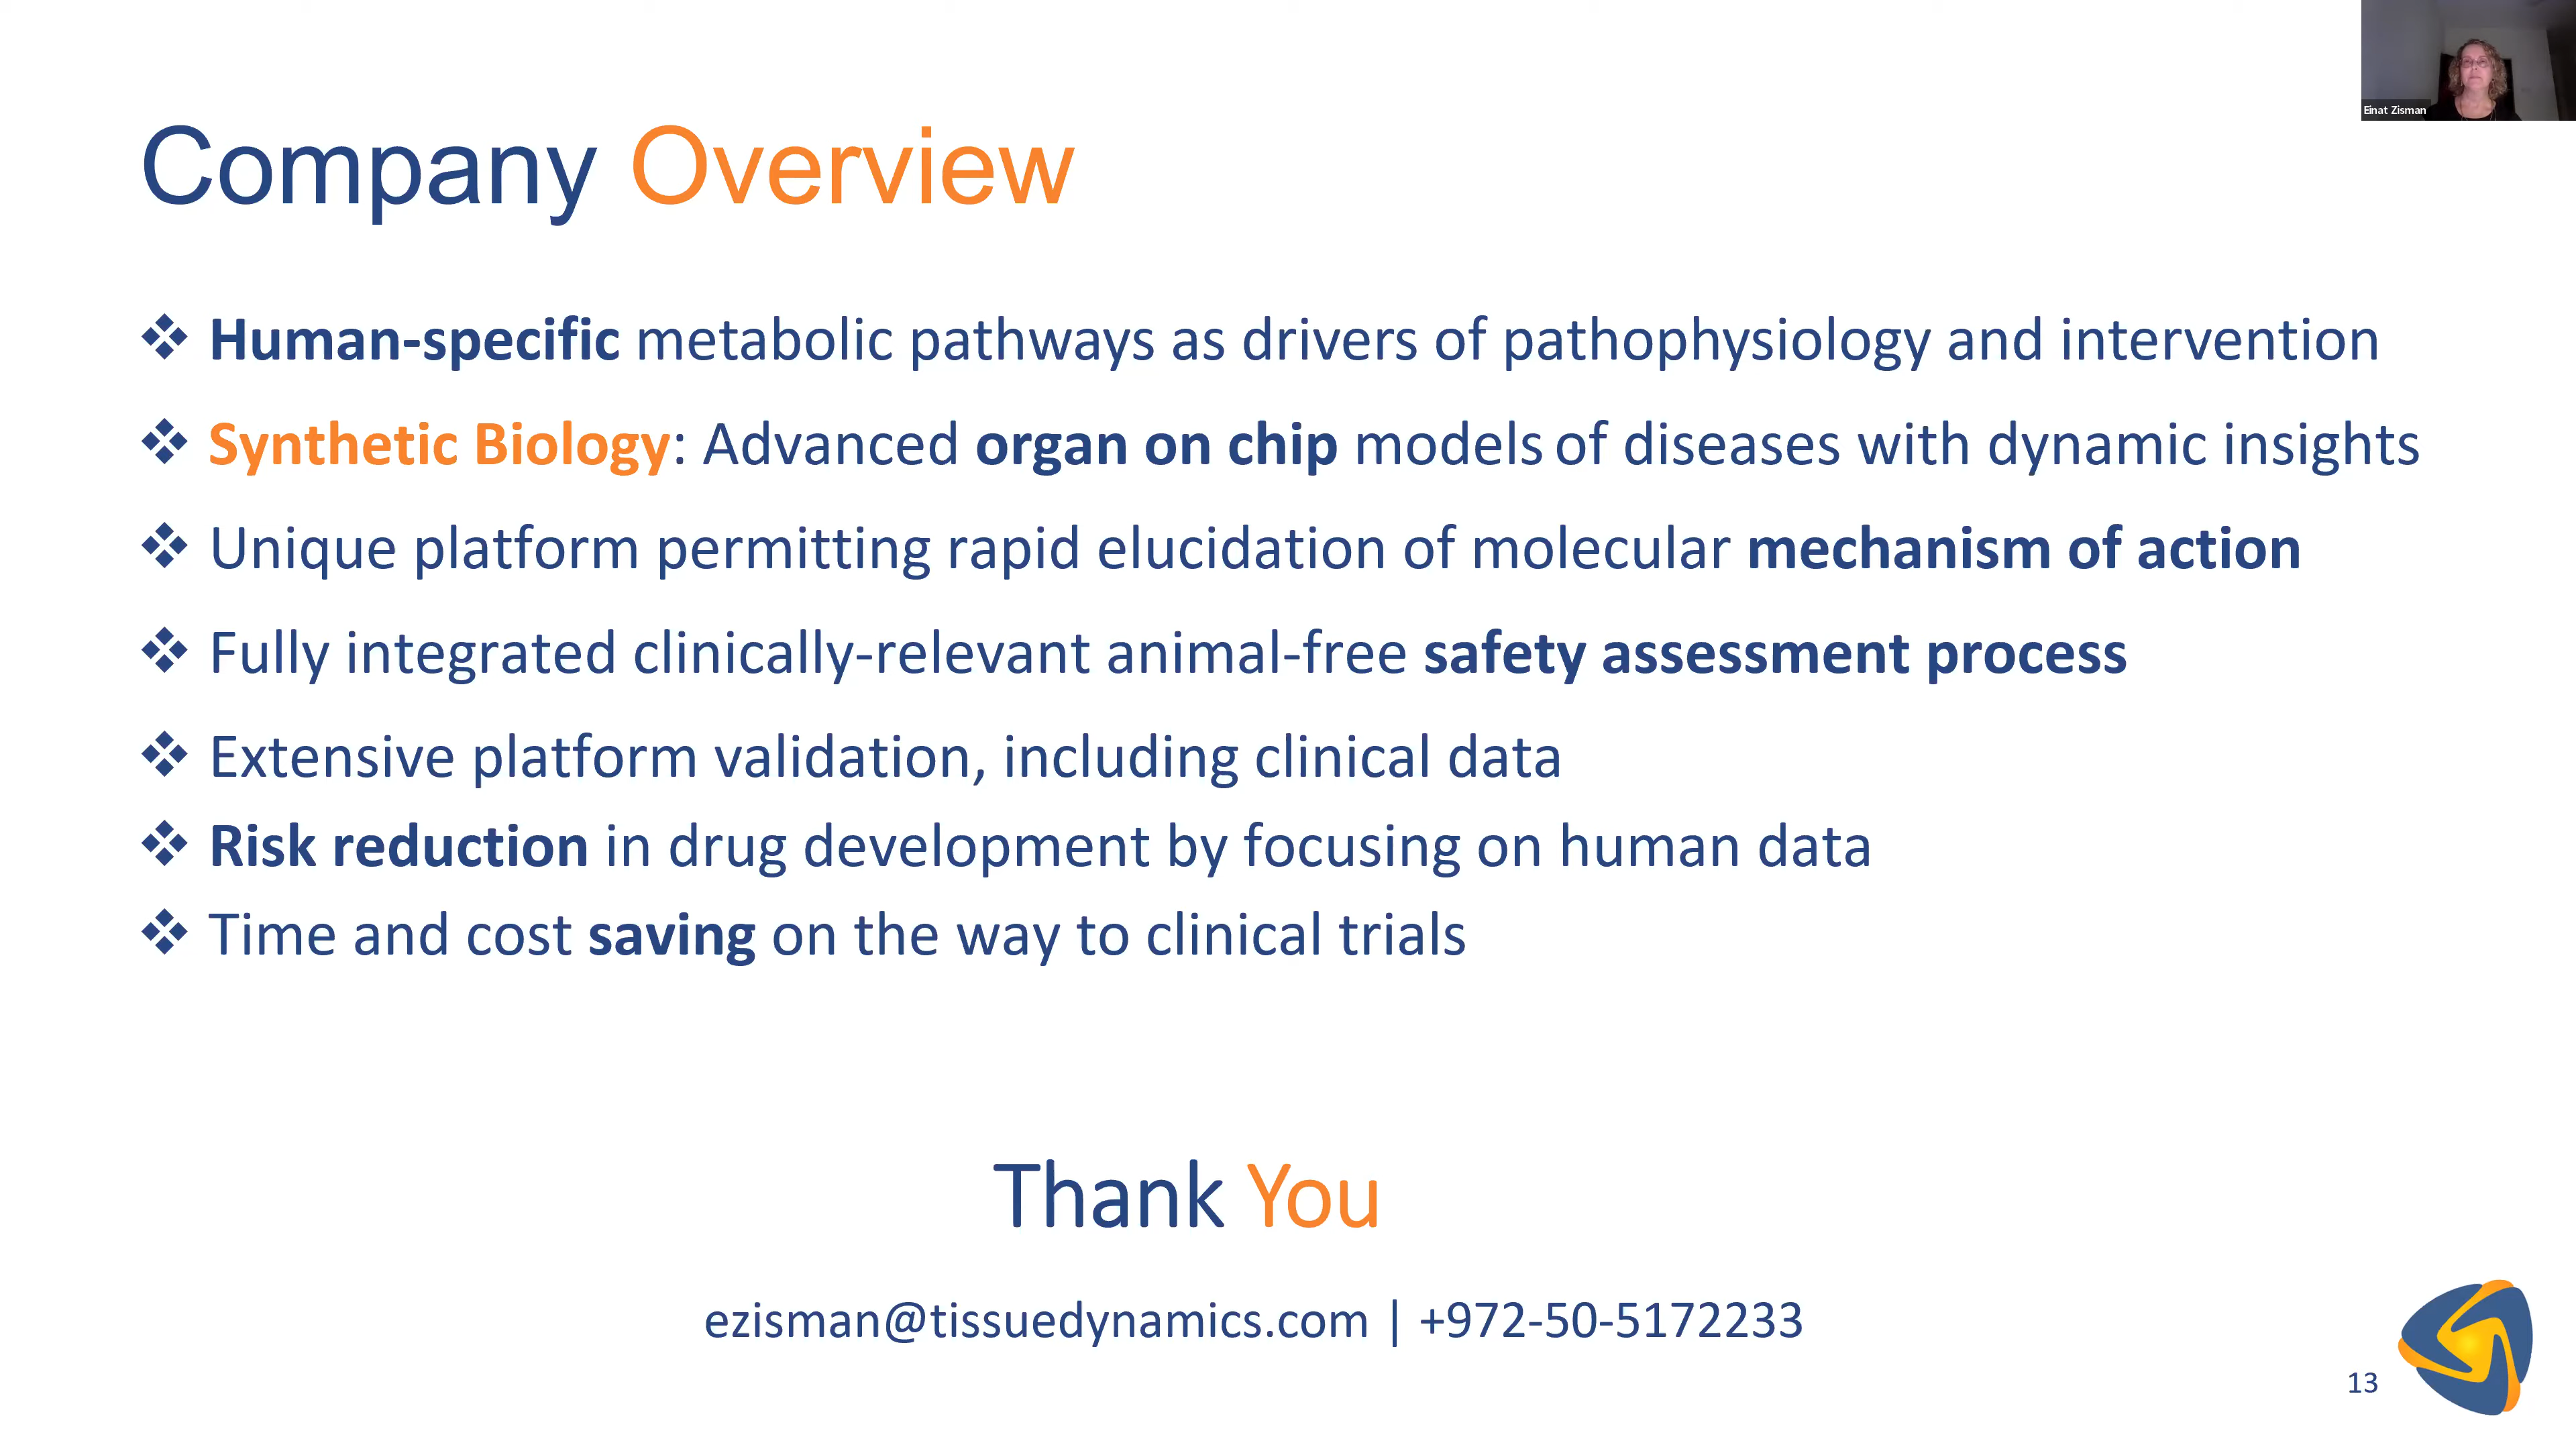 Einat Zisman
Company Overview
❖ Human-specific metabolic pathways as drivers of pathophysiology and intervention
❖ Synthetic Biology: Advanced organ on chip models of diseases with dynamic insights
❖ Unique platform permitting rapid elucidation of molecular mechanism of action
❖ Fully integrated clinically-relevant animal-free safety assessment process
❖ Extensive platform validation, including clinical data
❖ Risk reduction in drug development by focusing on human data
❖ Time and cost saving on the way to clinical trials
Thank You
ezisman@tissuedynamics.com | +972-50-5172233
13